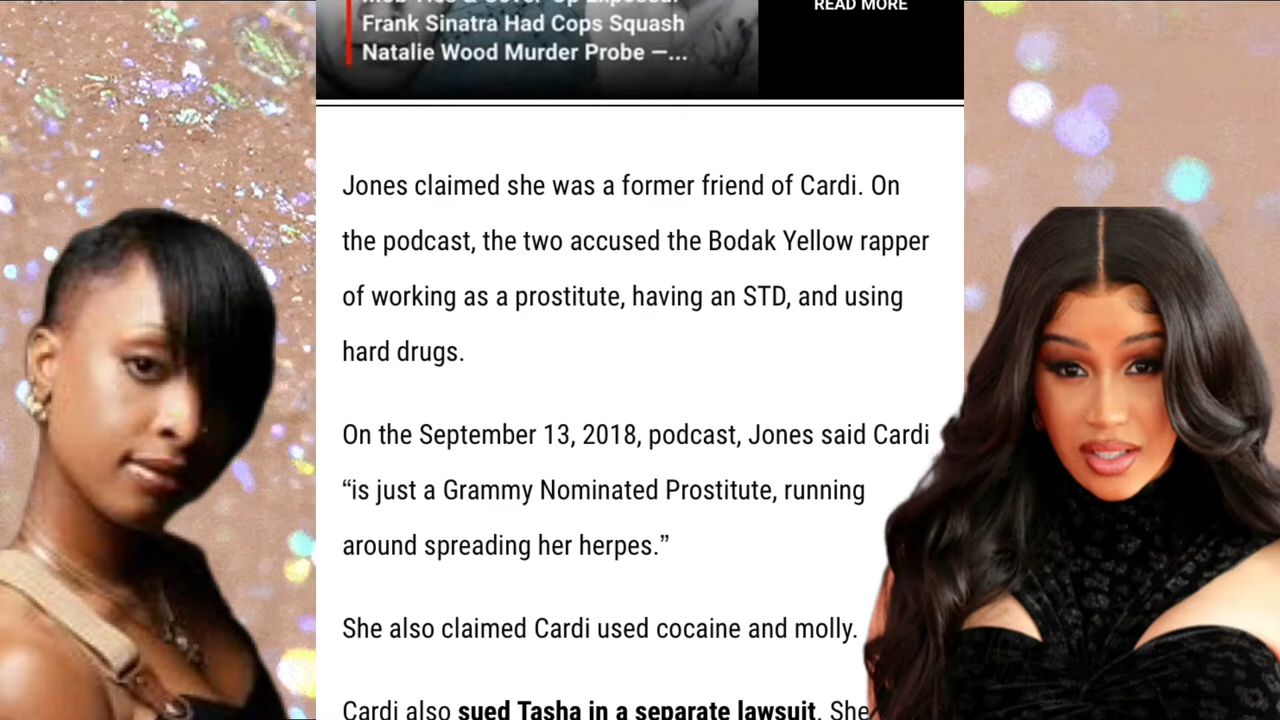 Frank Sinatra Had Cops Squash
Natalie Wood Murder Probe —...
READ MORE
Jones claimed she was a former friend of Cardi. On
the podcast, the two accused the Bodak Yellow rapper
of working as a prostitute, having an STD, and using
hard drugs.
On the September 13, 2018, podcast, Jones said Cardi
“is just a Grammy Nominated Prostitute, running
around spreading her herpes.”
She also claimed Cardi used cocaine and molly.
Cardi also sued Tasha in a separate lawsuit. She